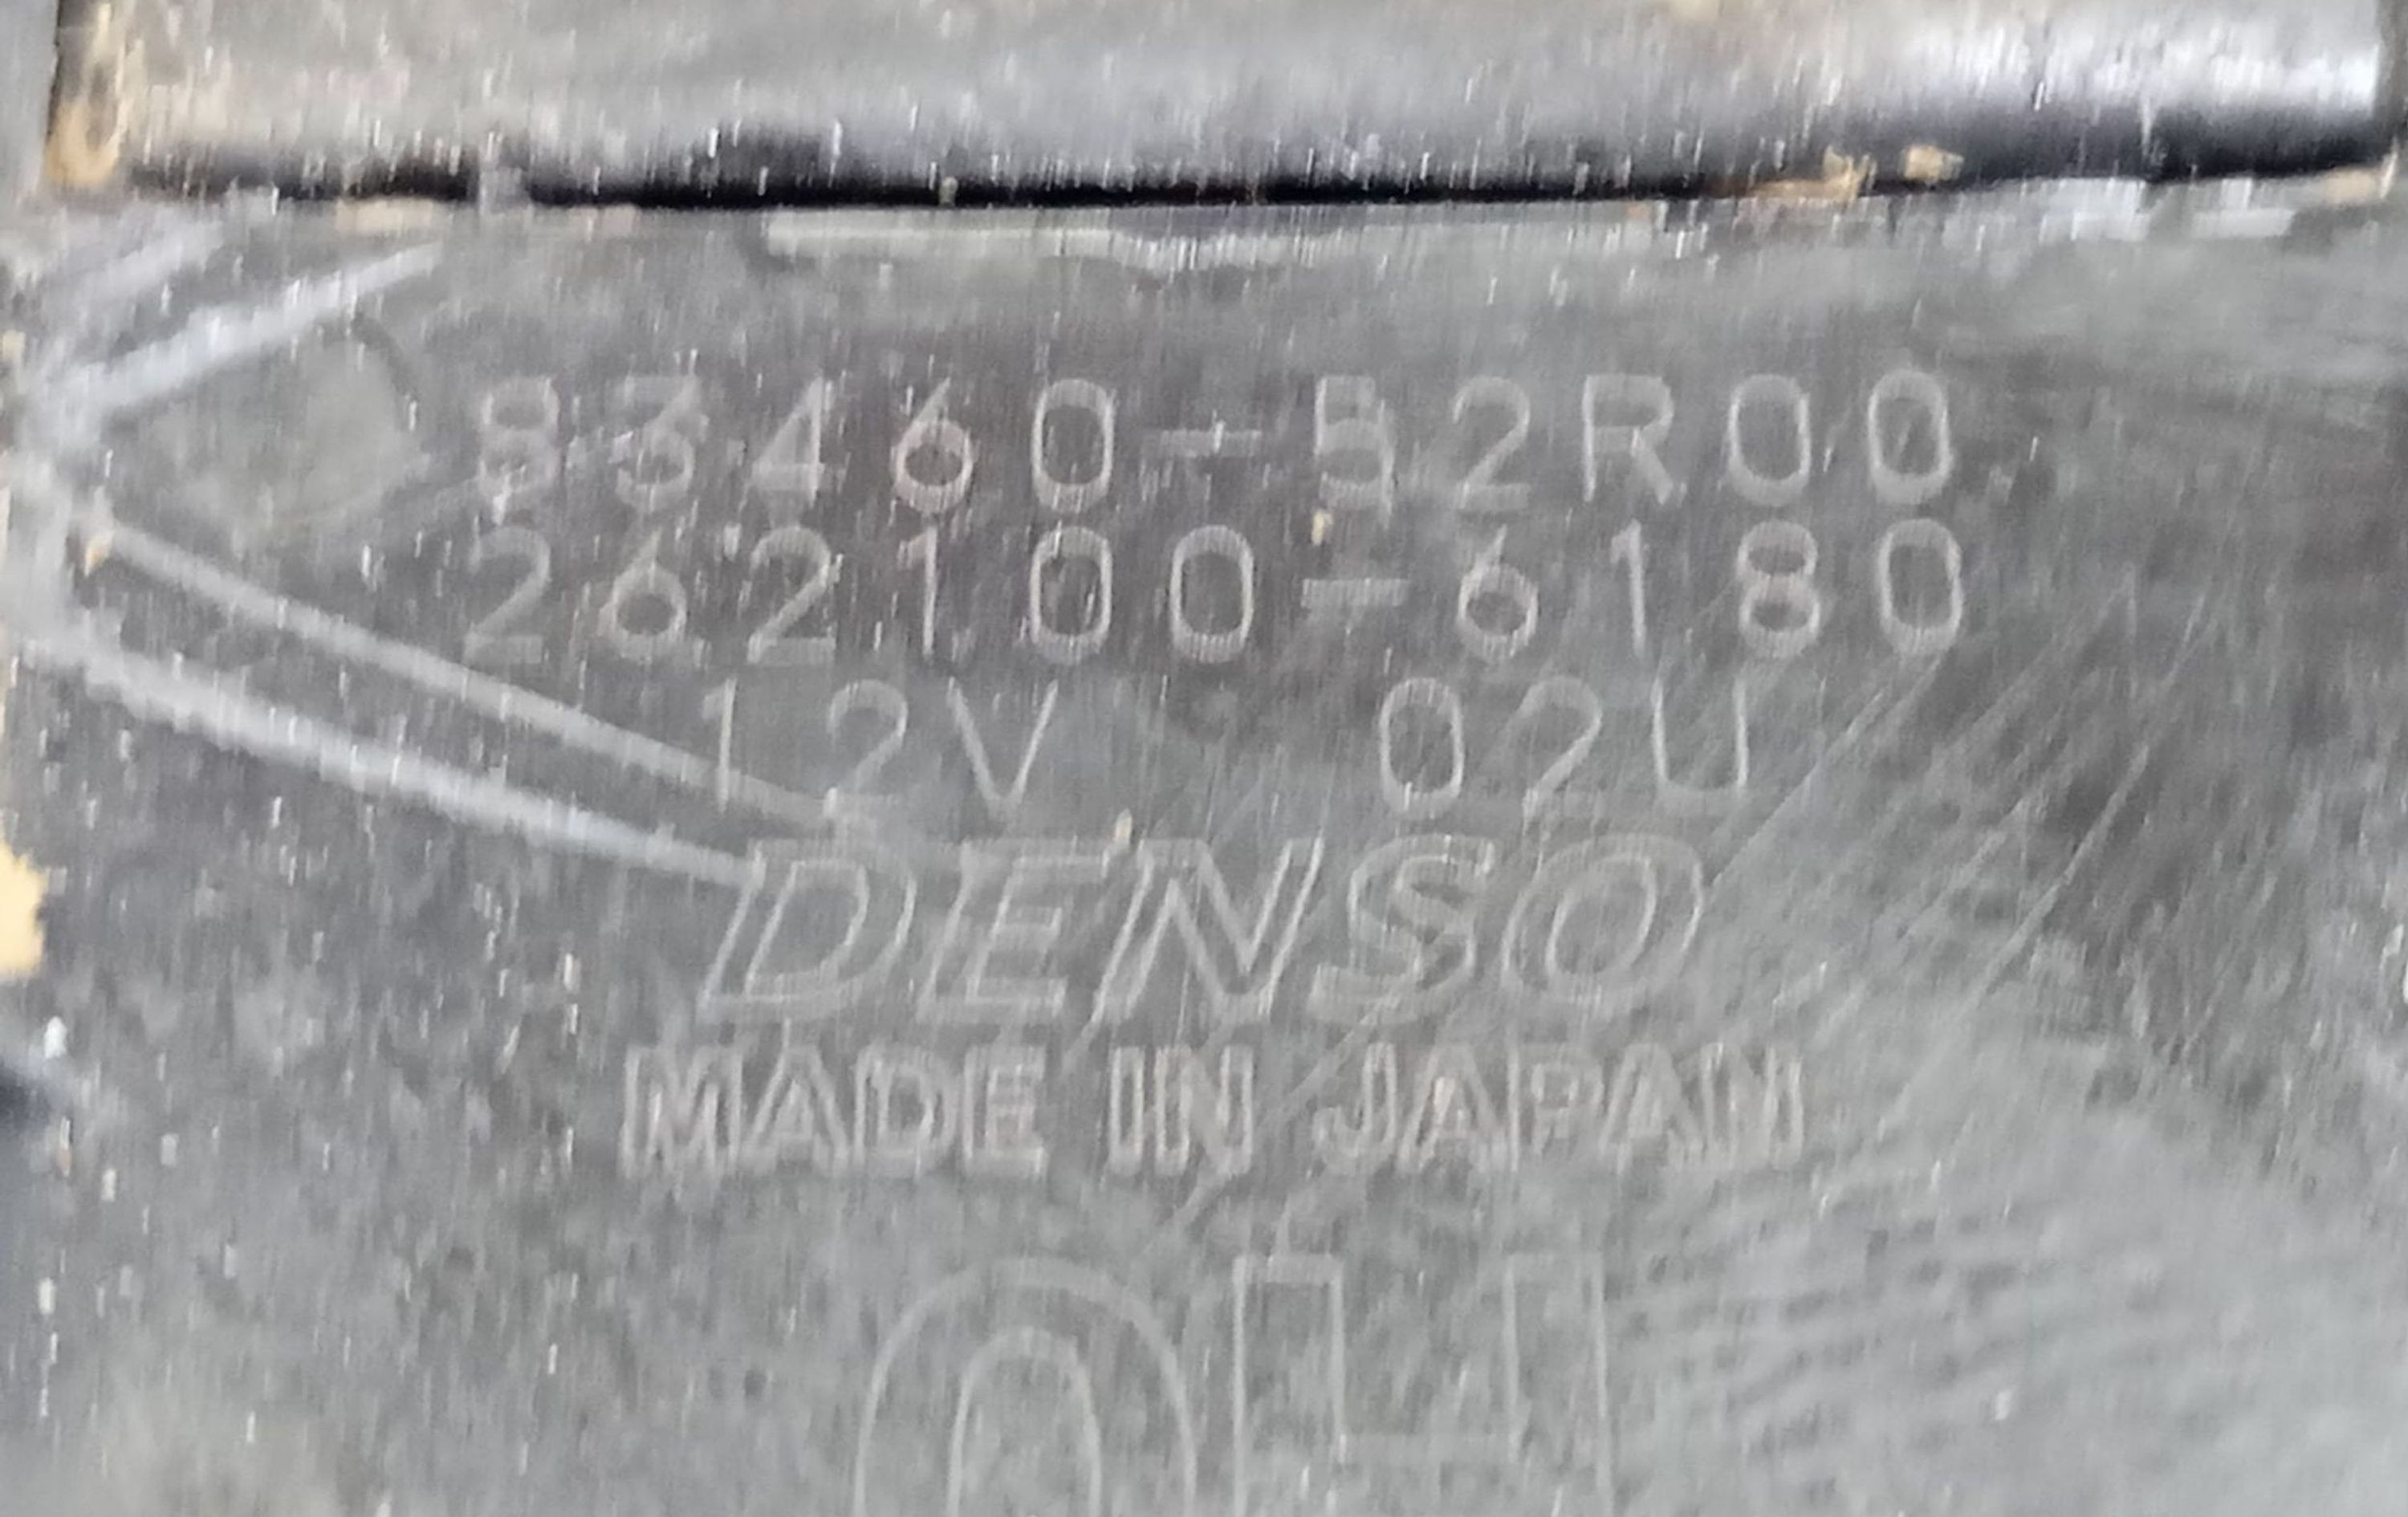 83460-52R00
262100-6180
12V 02U
DENSO
MADE IN JAPAN